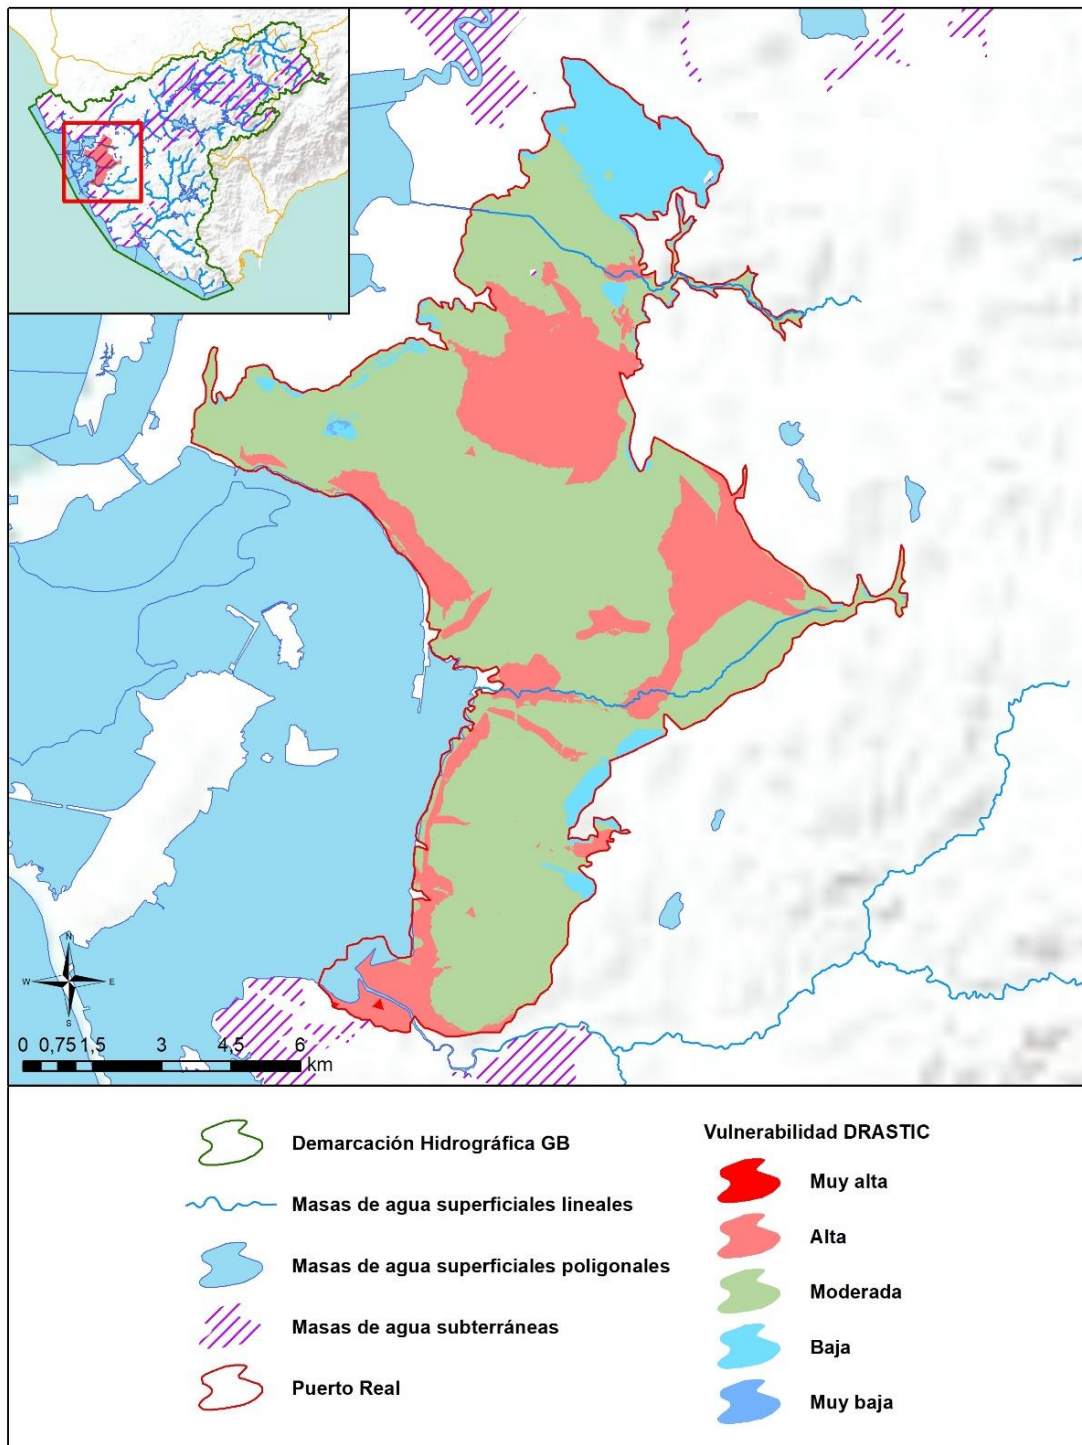 N
W E
S
0 0,75 1,5 3 4,5 6
km
Demarcación Hidrográfica GB
Masas de agua superficiales lineales
Masas de agua superficiales poligonales
Masas de agua subterráneas
Puerto Real
Vulnerabilidad DRASTIC
Muy alta
Alta
Moderada
Baja
Muy baja